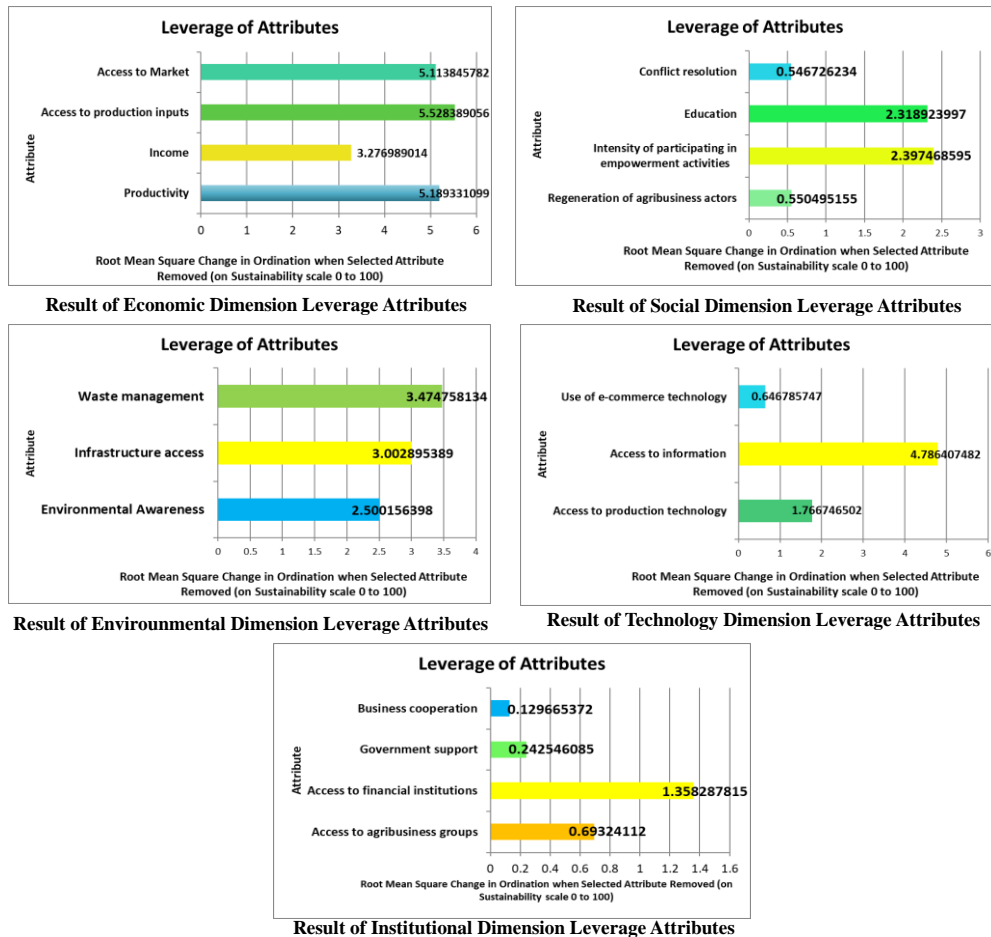 Leverage of Attributes
Attribute
Access to Market
5.113845782
Access to production inputs
5.528389056
Income
3.276989014
Productivity
5.189331099
0 1 2 3 4 5 6
Root Mean Square Change in Ordination when Selected Attribute
Removed (on Sustainability scale 0 to 100)
Result of Economic Dimension Leverage Attributes
Leverage of Attributes
Attribute
Conflict resolution
0.546726234
Education
2.318923997
Intensity of participating in
empowerment activities
2.397468595
Regeneration of agribusiness actors
0.550495155
0 0.5 1 1.5 2 2.5 3
Root Mean Square Change in Ordination when Selected Attribute
Removed (on Sustainability scale 0 to 100)
Result of Social Dimension Leverage Attributes
Leverage of Attributes
Attribute
Waste management
3.474758134
Infrastructure access
3.002895389
Environmental Awareness
2.500156398
0 0.5 1 1.5 2 2.5 3 3.5 4
Root Mean Square Change in Ordination when Selected Attribute
Removed (on Sustainability scale 0 to 100)
Result of Envirounmental Dimension Leverage Attributes
Leverage of Attributes
Attribute
Use of e-commerce technology
0.646785747
Access to information
4.786407482
Access to production technology
1.766746502
0 1 2 3 4 5 6
Root Mean Square Change in Ordination when Selected Attribute
Removed (on Sustainability scale 0 to 100)
Result of Technology Dimension Leverage Attributes
Leverage of Attributes
Attribute
Business cooperation
0.129665372
Government support
0.242546085
Access to financial institutions
1.358287815
Access to agribusiness groups
0.69324112
0 0.2 0.4 0.6 0.8 1 1.2 1.4 1.6
Root Mean Square Change in Ordination when Selected Attribute Removed (on
Sustainability scale 0 to 100)
Result of Institutional Dimension Leverage Attributes